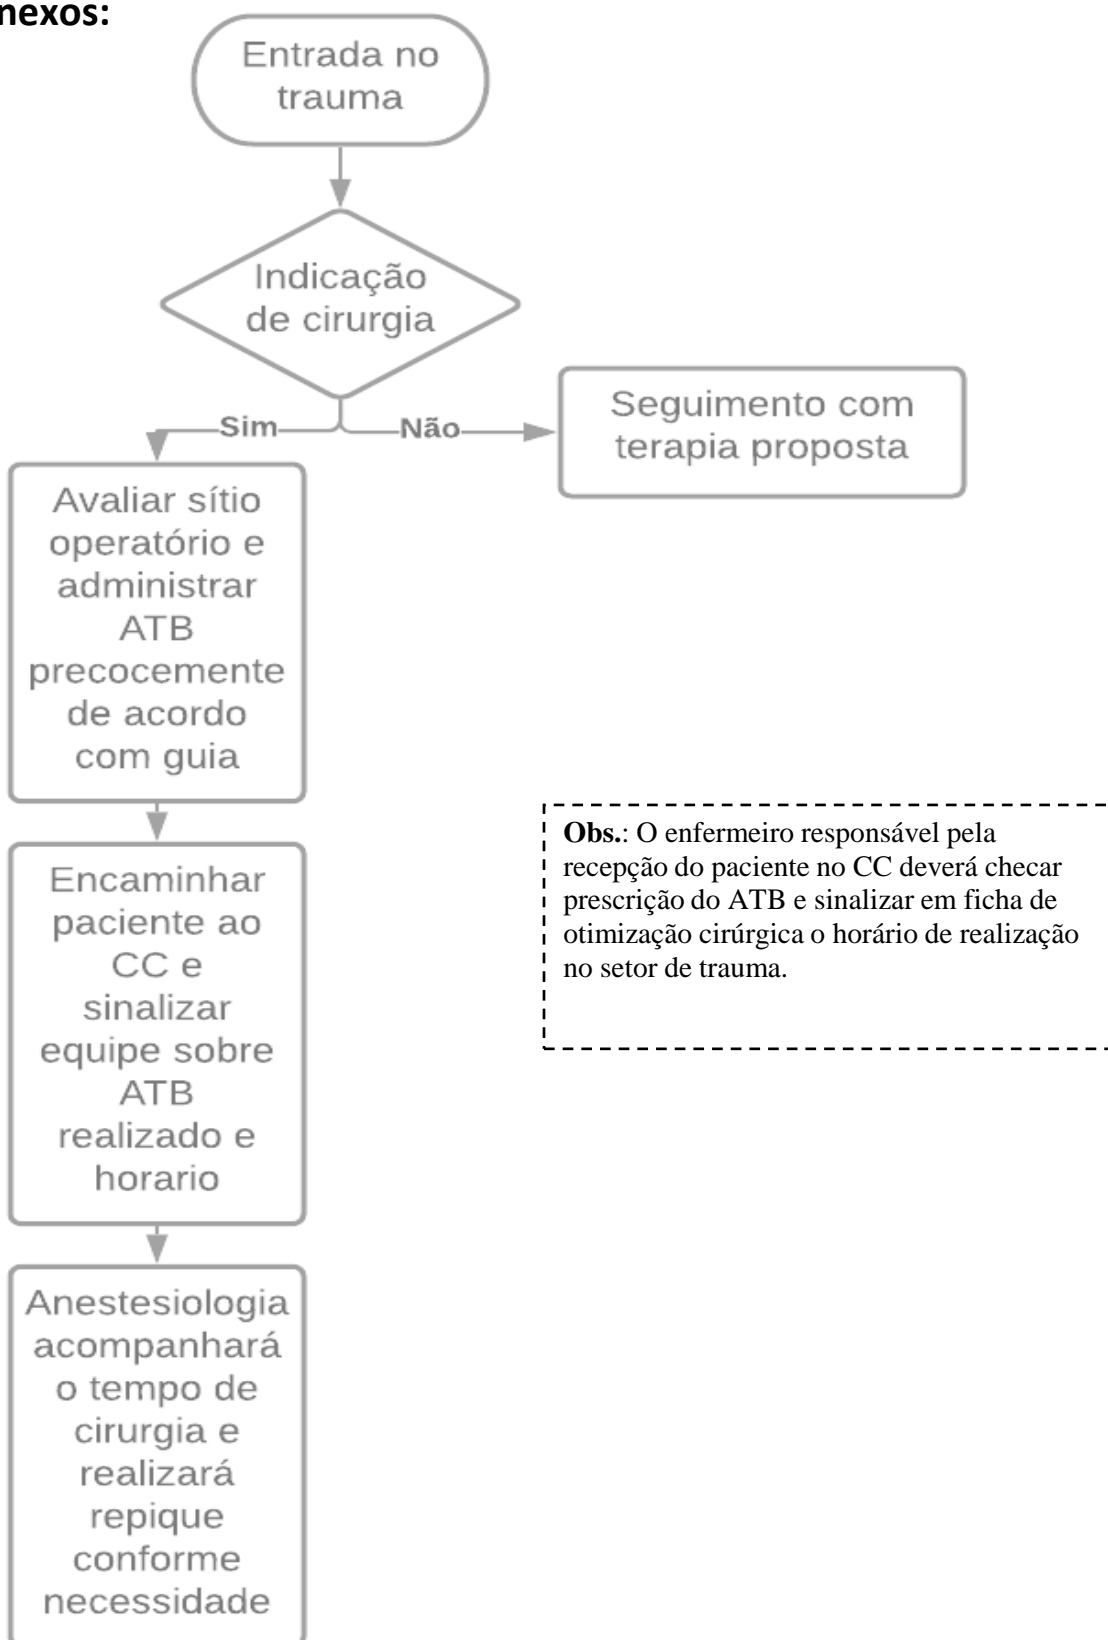 nexos:
Entrada no
trauma
Indicação
de cirurgia
Sim
Não
Seguimento com
terapia proposta
Avaliar sítio
operatório e
administrar
ATB
precocemente
de acordo
com guia
Encaminhar
paciente ao
CC e
sinalizar
equipe sobre
ATB
realizado e
horario
Anestesiologia
acompanhará
o tempo de
cirurgia e
realizará
repique
conforme
necessidade
Obs.: O enfermeiro responsável pela
recepção do paciente no CC deverá checar
prescrição do ATB e sinalizar em ficha de
otimização cirúrgica o horário de realização
no setor de trauma.